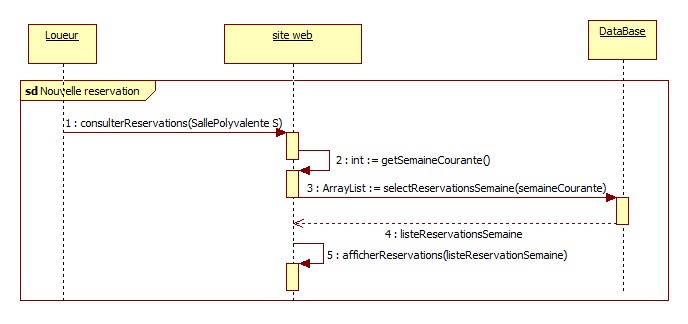 Loueur
site web
DataBase
sd Nouvelle reservation
1 : consulterReservations(SallePolyvalente S)
2 : int := getSemaineCourante()
3 : ArrayList := selectReservationsSemaine(semaineCourante)
4 : listeReservationsSemaine
5 : afficherReservations(listeReservationSemaine)